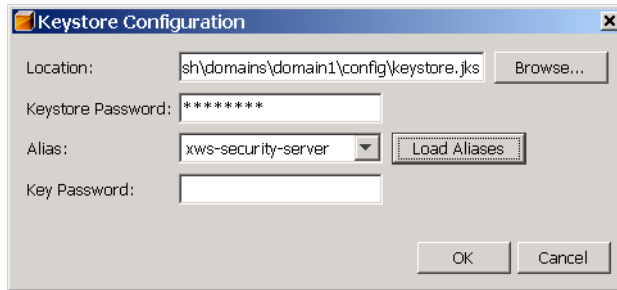 Keystore Configuration
Location: sh\domains\domain1\config\keystore.jks Browse...
Keystore Password: ********
Alias: xws-security-server Load Aliases
Key Password:
OK Cancel